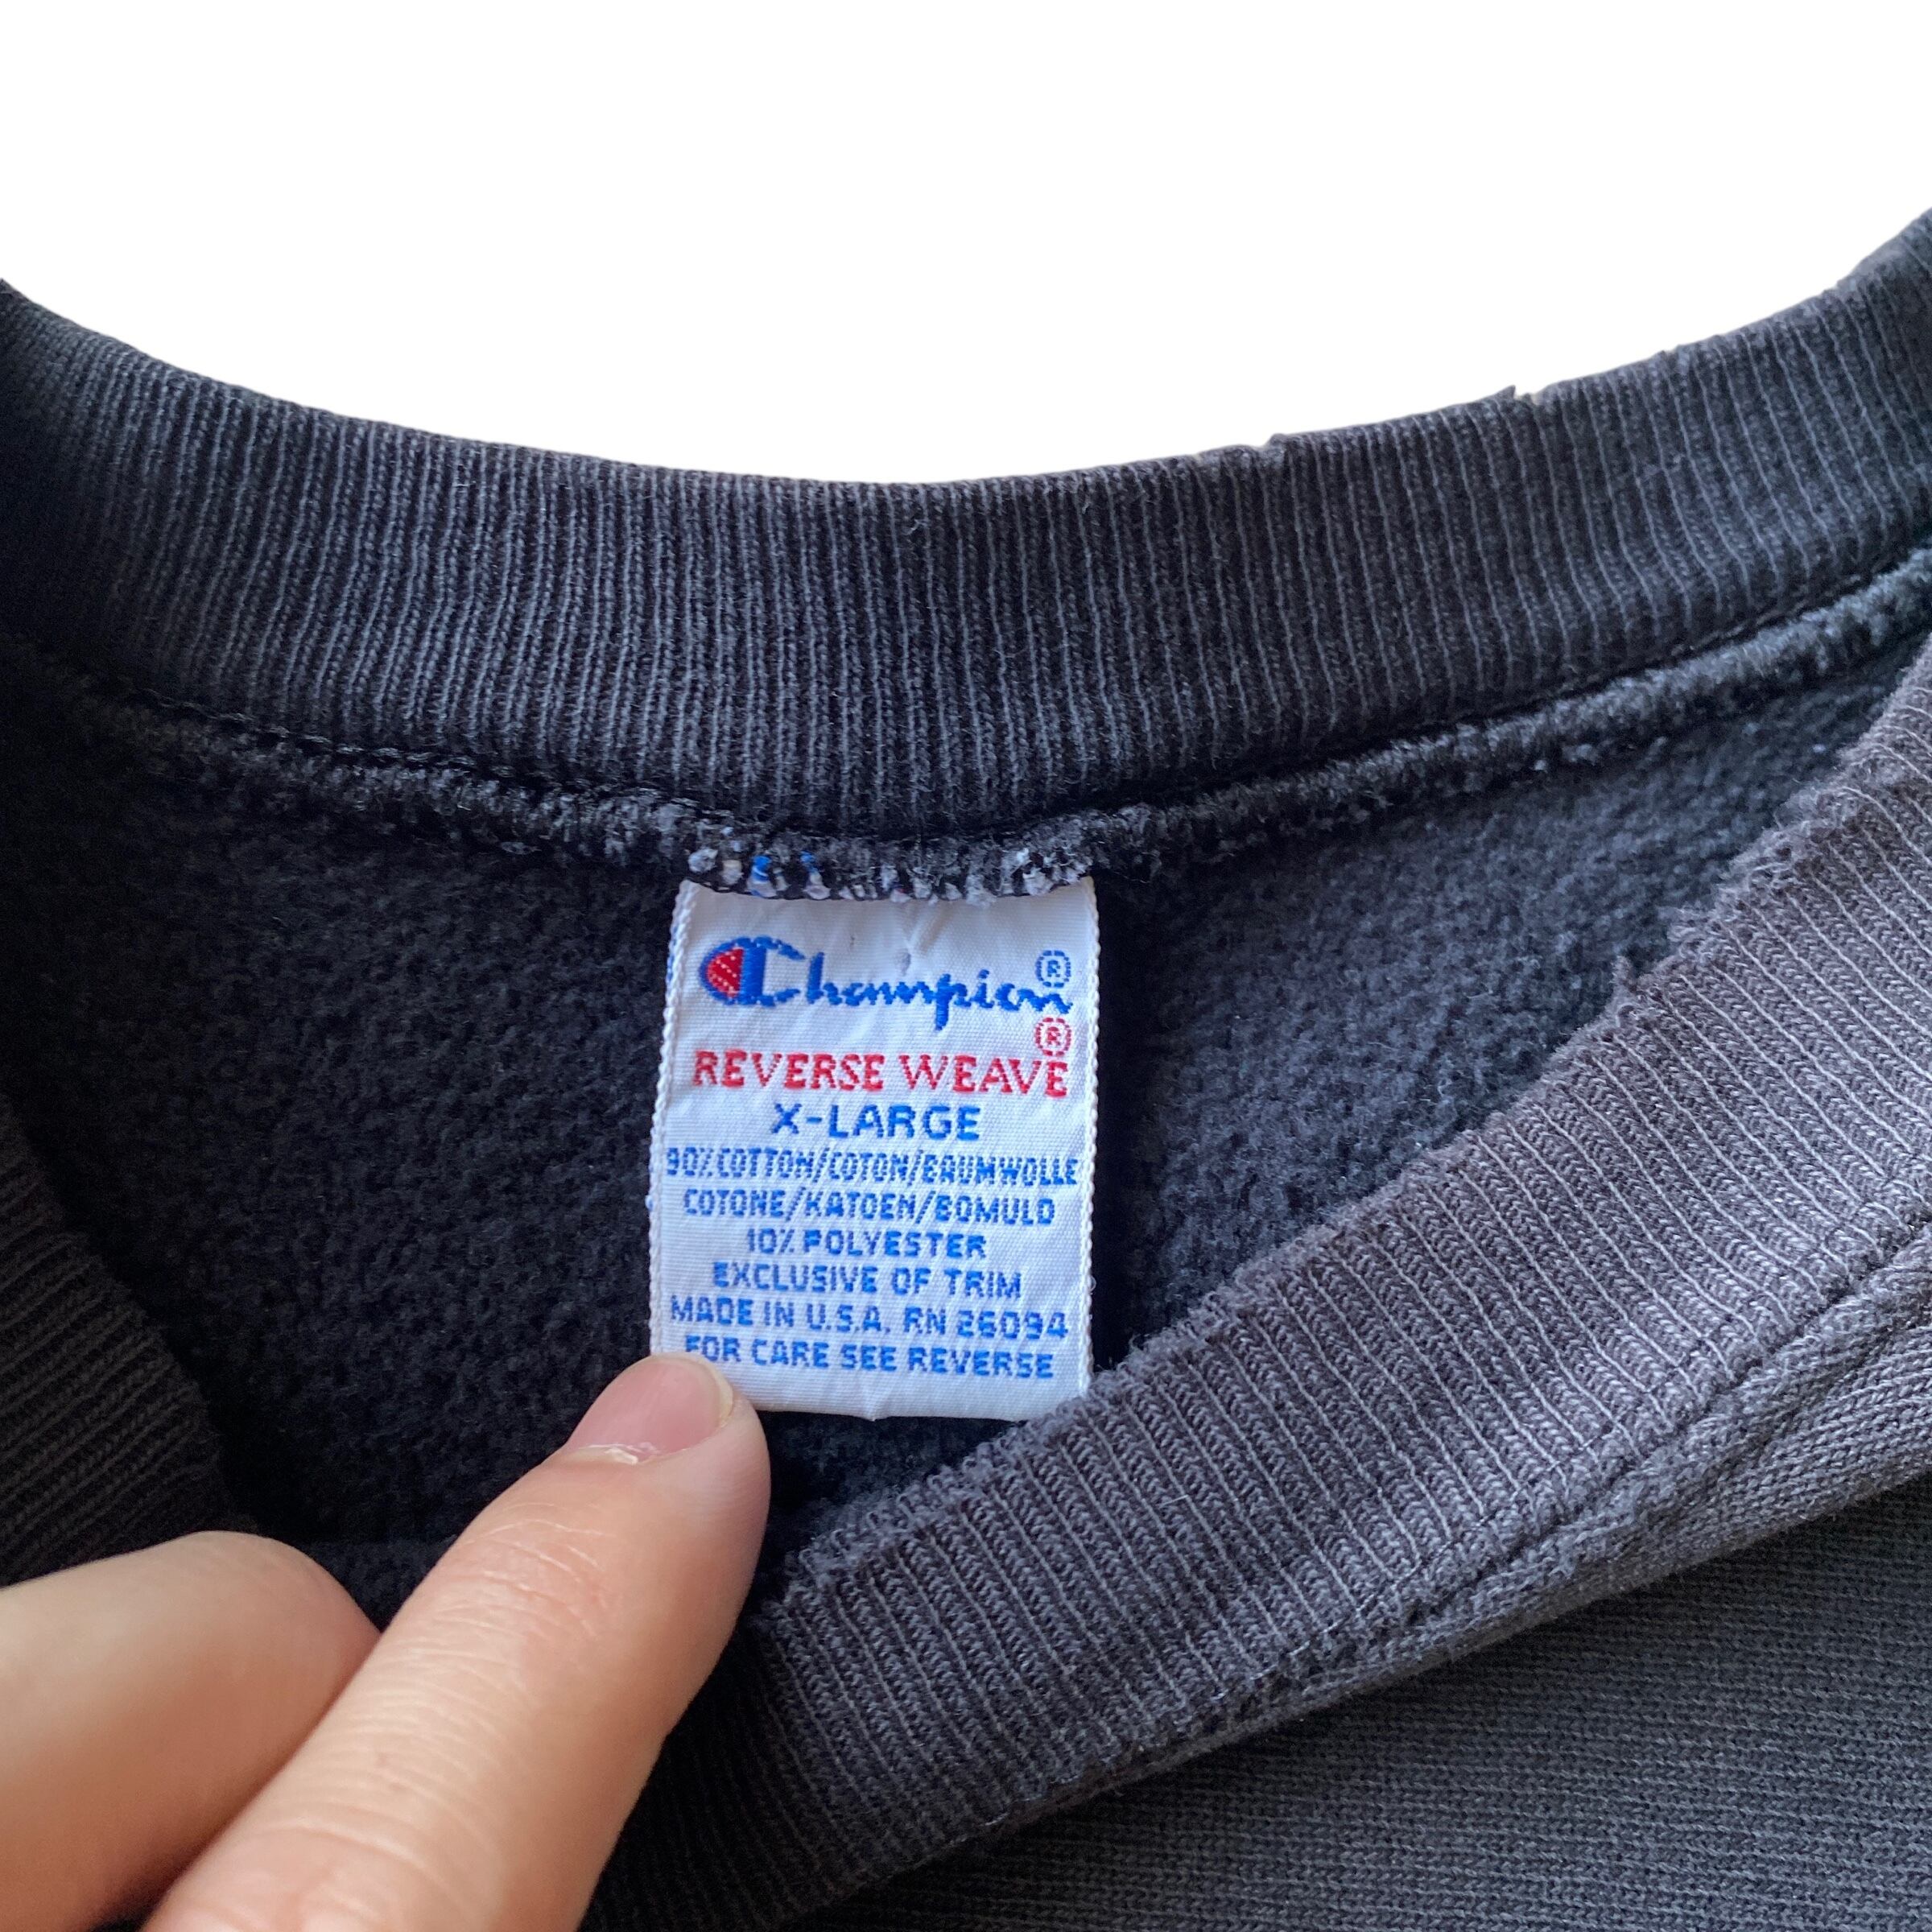 Champion®
REVERSE WEAVE®
X-LARGE
90% COTTON/COTON/BAUMWOLLE
COTONE/KATOEN/BOMULD
10% POLYESTER
EXCLUSIVE OF TRIM
MADE IN U.S.A. RN 26094
FOR CARE SEE REVERSE